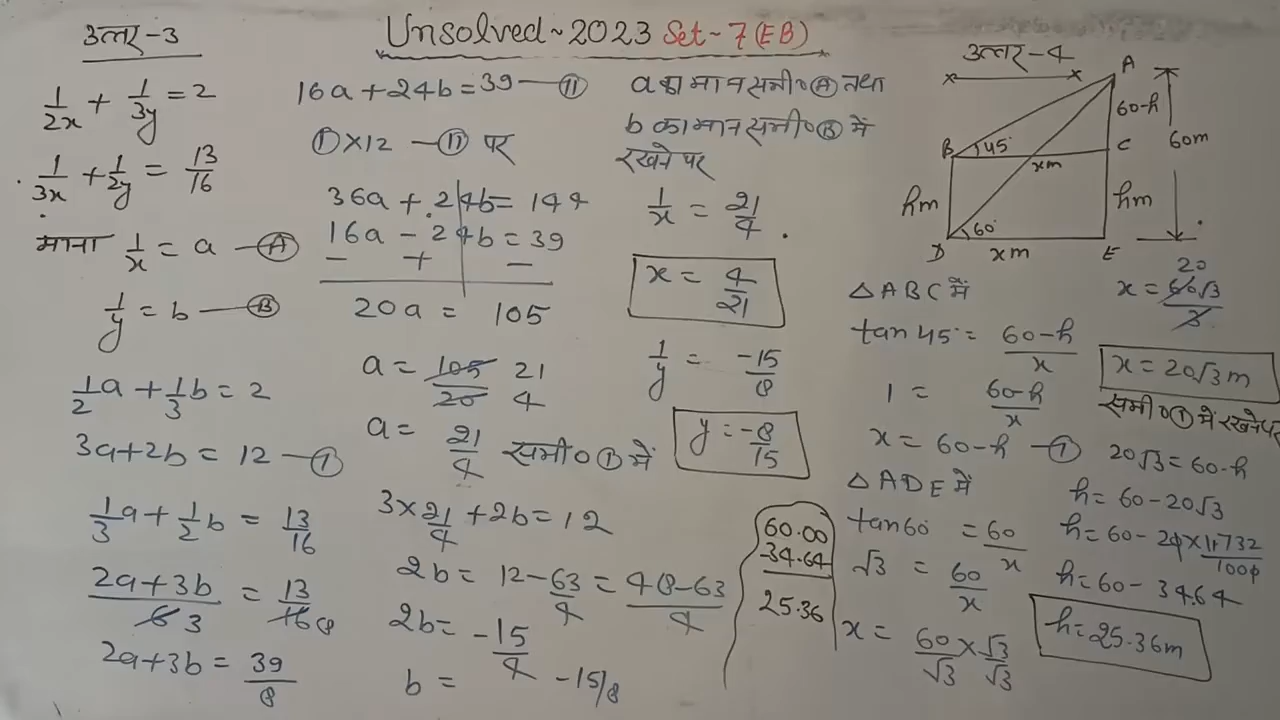 Unsolved~2023 Set-7(EB)
उत्तर-3
1/2x + 1/3y = 2
1/3x + 1/2y = 13/16
माना 1/x = a — Ⓐ
1/y = b — Ⓑ
1/2 a + 1/3 b = 2
3a+2b = 12 — Ⓘ
1/3 a + 1/2 b = 13/16
2a+3b/6 3 = 13/16 8
2a+3b = 39/8
16a+24b = 39 — Ⓘ Ⓘ
Ⓘ×12 — Ⓘ Ⓘ पर
36a + 24b = 144
16a - 24b = 39
- + -
20a = 105
a = 105/20 21/4
a = 21/4 समी० Ⓘ में
3×21/4 + 2b = 12
2b = 12-63/4 = 48-63/4
2b = -15/4
b = -15/8
a का मान समी० Ⓐ तथा
b का मान समी० Ⓑ में
रखने पर
1/x = 21/4
x = 4/21
1/y = -15/8
y = -8/15
60.00
-34.64
25.36
उत्तर-4
A
60-h
B 45° C 60m
xm
hm hm
60°
D xm E
△ABC में
tan45° = 60-h/x
1 = 60-h/x
x = 60-h — Ⓘ
△ADE में
tan60 = 60/x
√3 = 60/x
x = 60/√3 × √3/√3
20
x = 60√3/3
x = 20√3 m
समी० Ⓘ में रखने पर
20√3 = 60-h
h = 60-20√3
h = 60-20×1.732/1000
h = 60-34.64
h = 25.36m